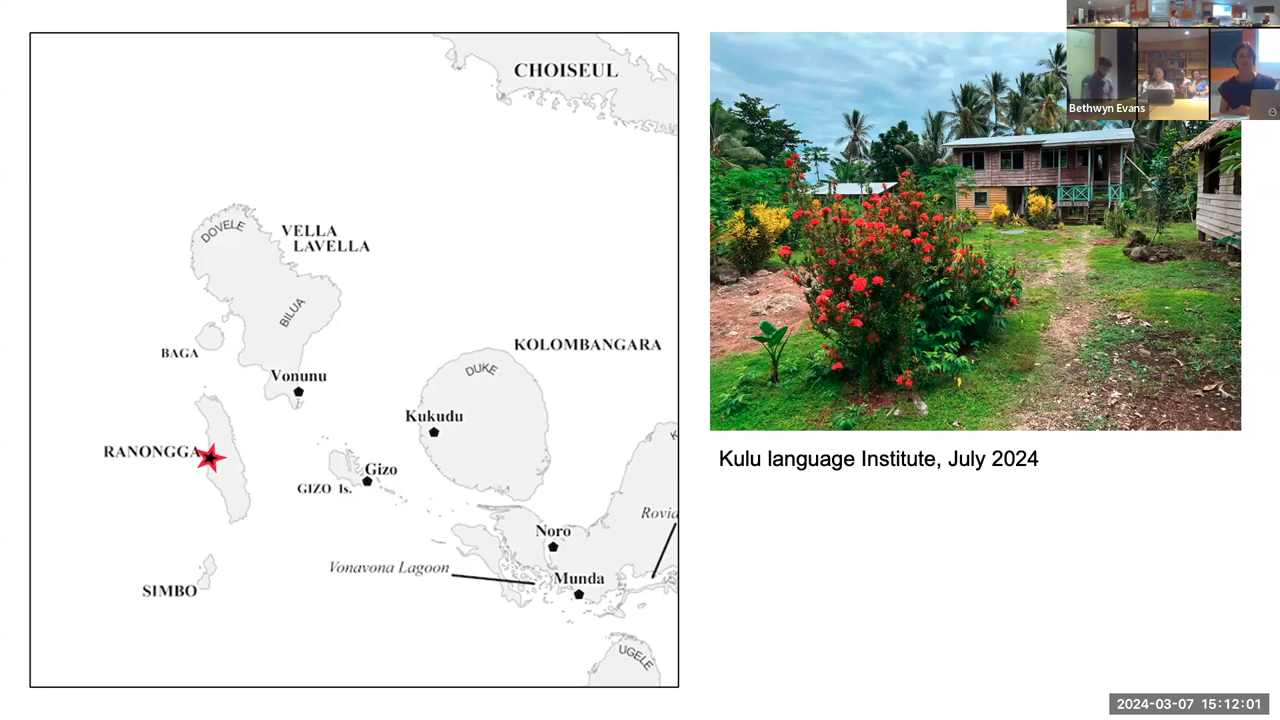 CHOISEUL
DOVELE
VELLA
LAVELLA
BILUA
BAGA
KOLOMBANGARA
DUKE
Vonunu
Kukudu
RANONGGA
Gizo
GIZO Is.
K
Rovia
Noro
Vonavona Lagoon
Munda
SIMBO
UGELE
Bethwyn Evans
Kulu language Institute, July 2024
2024-03-07 15:12:01